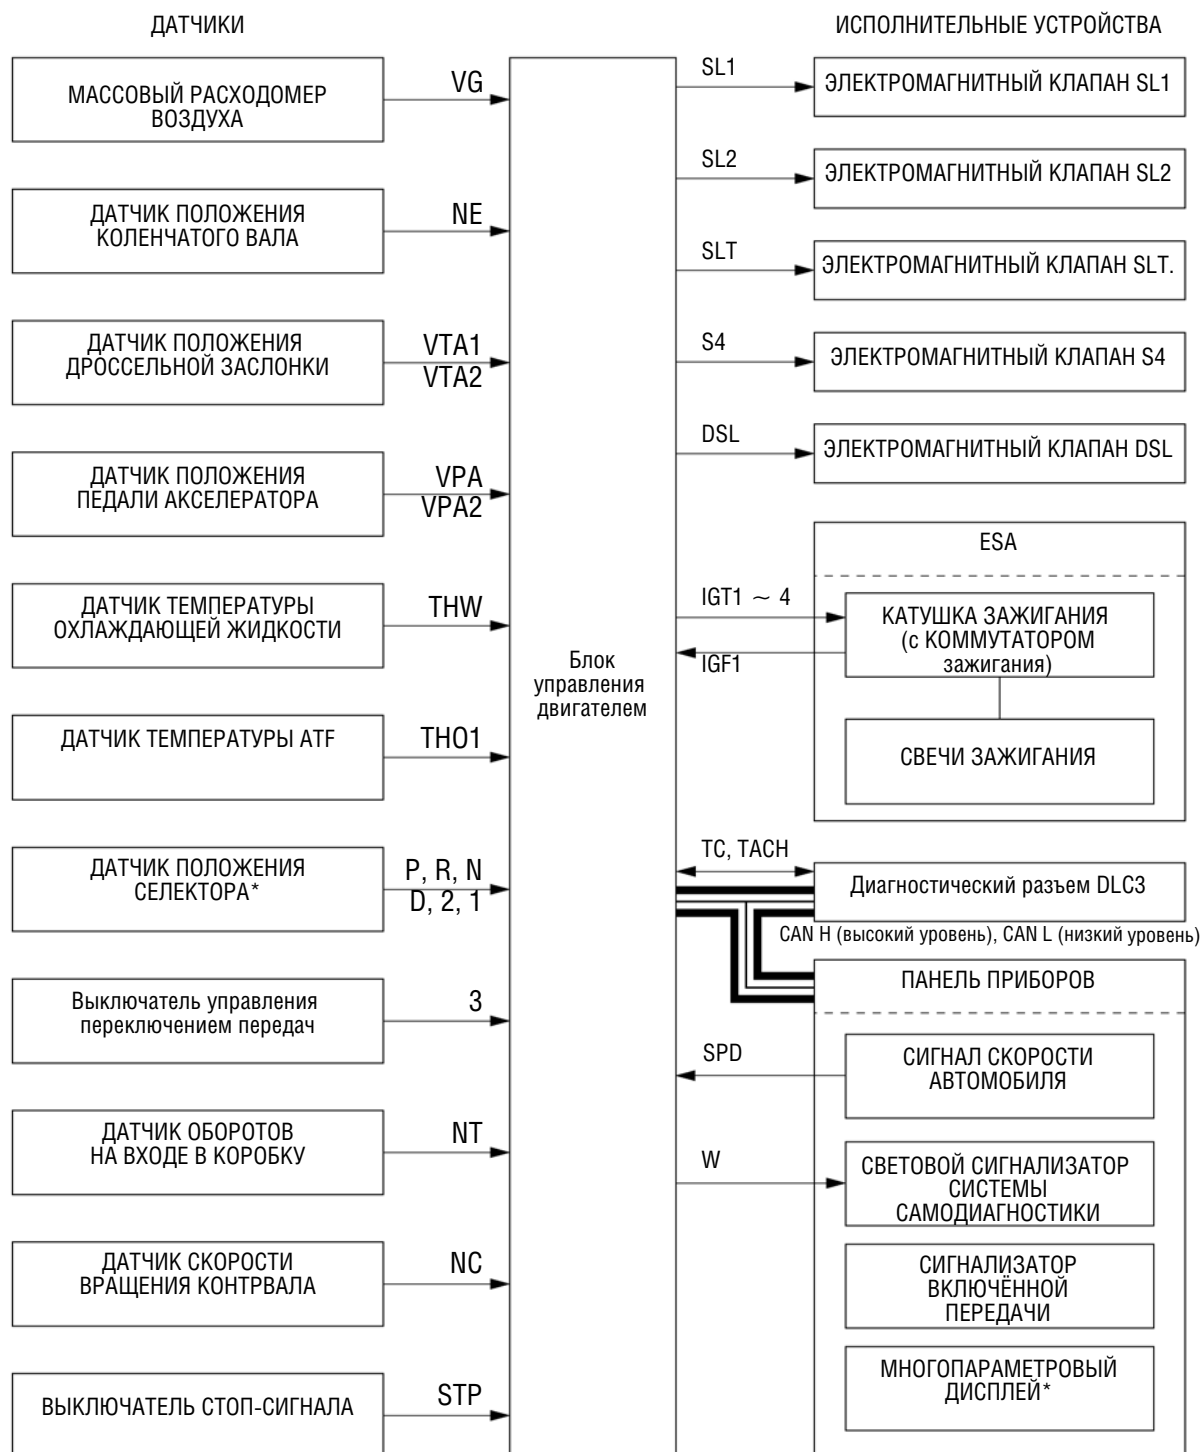 ДАТЧИКИ
ИСПОЛНИТЕЛЬНЫЕ УСТРОЙСТВА
МАССОВЫЙ РАСХОДОМЕР
ВОЗДУХА
VG
ДАТЧИК ПОЛОЖЕНИЯ
КОЛЕНЧАТОГО ВАЛА
NE
ДАТЧИК ПОЛОЖЕНИЯ
ДРОССЕЛЬНОЙ ЗАСЛОНКИ
VTA1
VTA2
ДАТЧИК ПОЛОЖЕНИЯ
ПЕДАЛИ АКСЕЛЕРАТОРА
VPA
VPA2
ДАТЧИК ТЕМПЕРАТУРЫ
ОХЛАЖДАЮЩЕЙ ЖИДКОСТИ
THW
ДАТЧИК ТЕМПЕРАТУРЫ ATF
THO1
ДАТЧИК ПОЛОЖЕНИЯ
СЕЛЕКТОРА*
P, R, N
D, 2, 1
Выключатель управления
переключением передач
3
ДАТЧИК ОБОРОТОВ
НА ВХОДЕ В КОРОБКУ
NT
ДАТЧИК СКОРОСТИ
ВРАЩЕНИЯ КОНТРВАЛА
NC
ВЫКЛЮЧАТЕЛЬ СТОП-СИГНАЛА
STP
Блок
управления
двигателем
SL1
ЭЛЕКТРОМАГНИТНЫЙ КЛАПАН SL1
SL2
ЭЛЕКТРОМАГНИТНЫЙ КЛАПАН SL2
SLT
ЭЛЕКТРОМАГНИТНЫЙ КЛАПАН SLT.
S4
ЭЛЕКТРОМАГНИТНЫЙ КЛАПАН S4
DSL
ЭЛЕКТРОМАГНИТНЫЙ КЛАПАН DSL
ESA
IGT1 ~ 4
IGF1
КАТУШКА ЗАЖИГАНИЯ
(с КОММУТАТОРОМ
зажигания)
СВЕЧИ ЗАЖИГАНИЯ
TC, TACH
Диагностический разъем DLC3
CAN H (высокий уровень), CAN L (низкий уровень)
ПАНЕЛЬ ПРИБОРОВ
SPD
СИГНАЛ СКОРОСТИ
АВТОМОБИЛЯ
W
СВЕТОВОЙ СИГНАЛИЗАТОР
СИСТЕМЫ
САМОДИАГНОСТИКИ
СИГНАЛИЗАТОР
ВКЛЮЧЁННОЙ
ПЕРЕДАЧИ
МНОГОПАРАМЕТРОВЫЙ
ДИСПЛЕЙ*